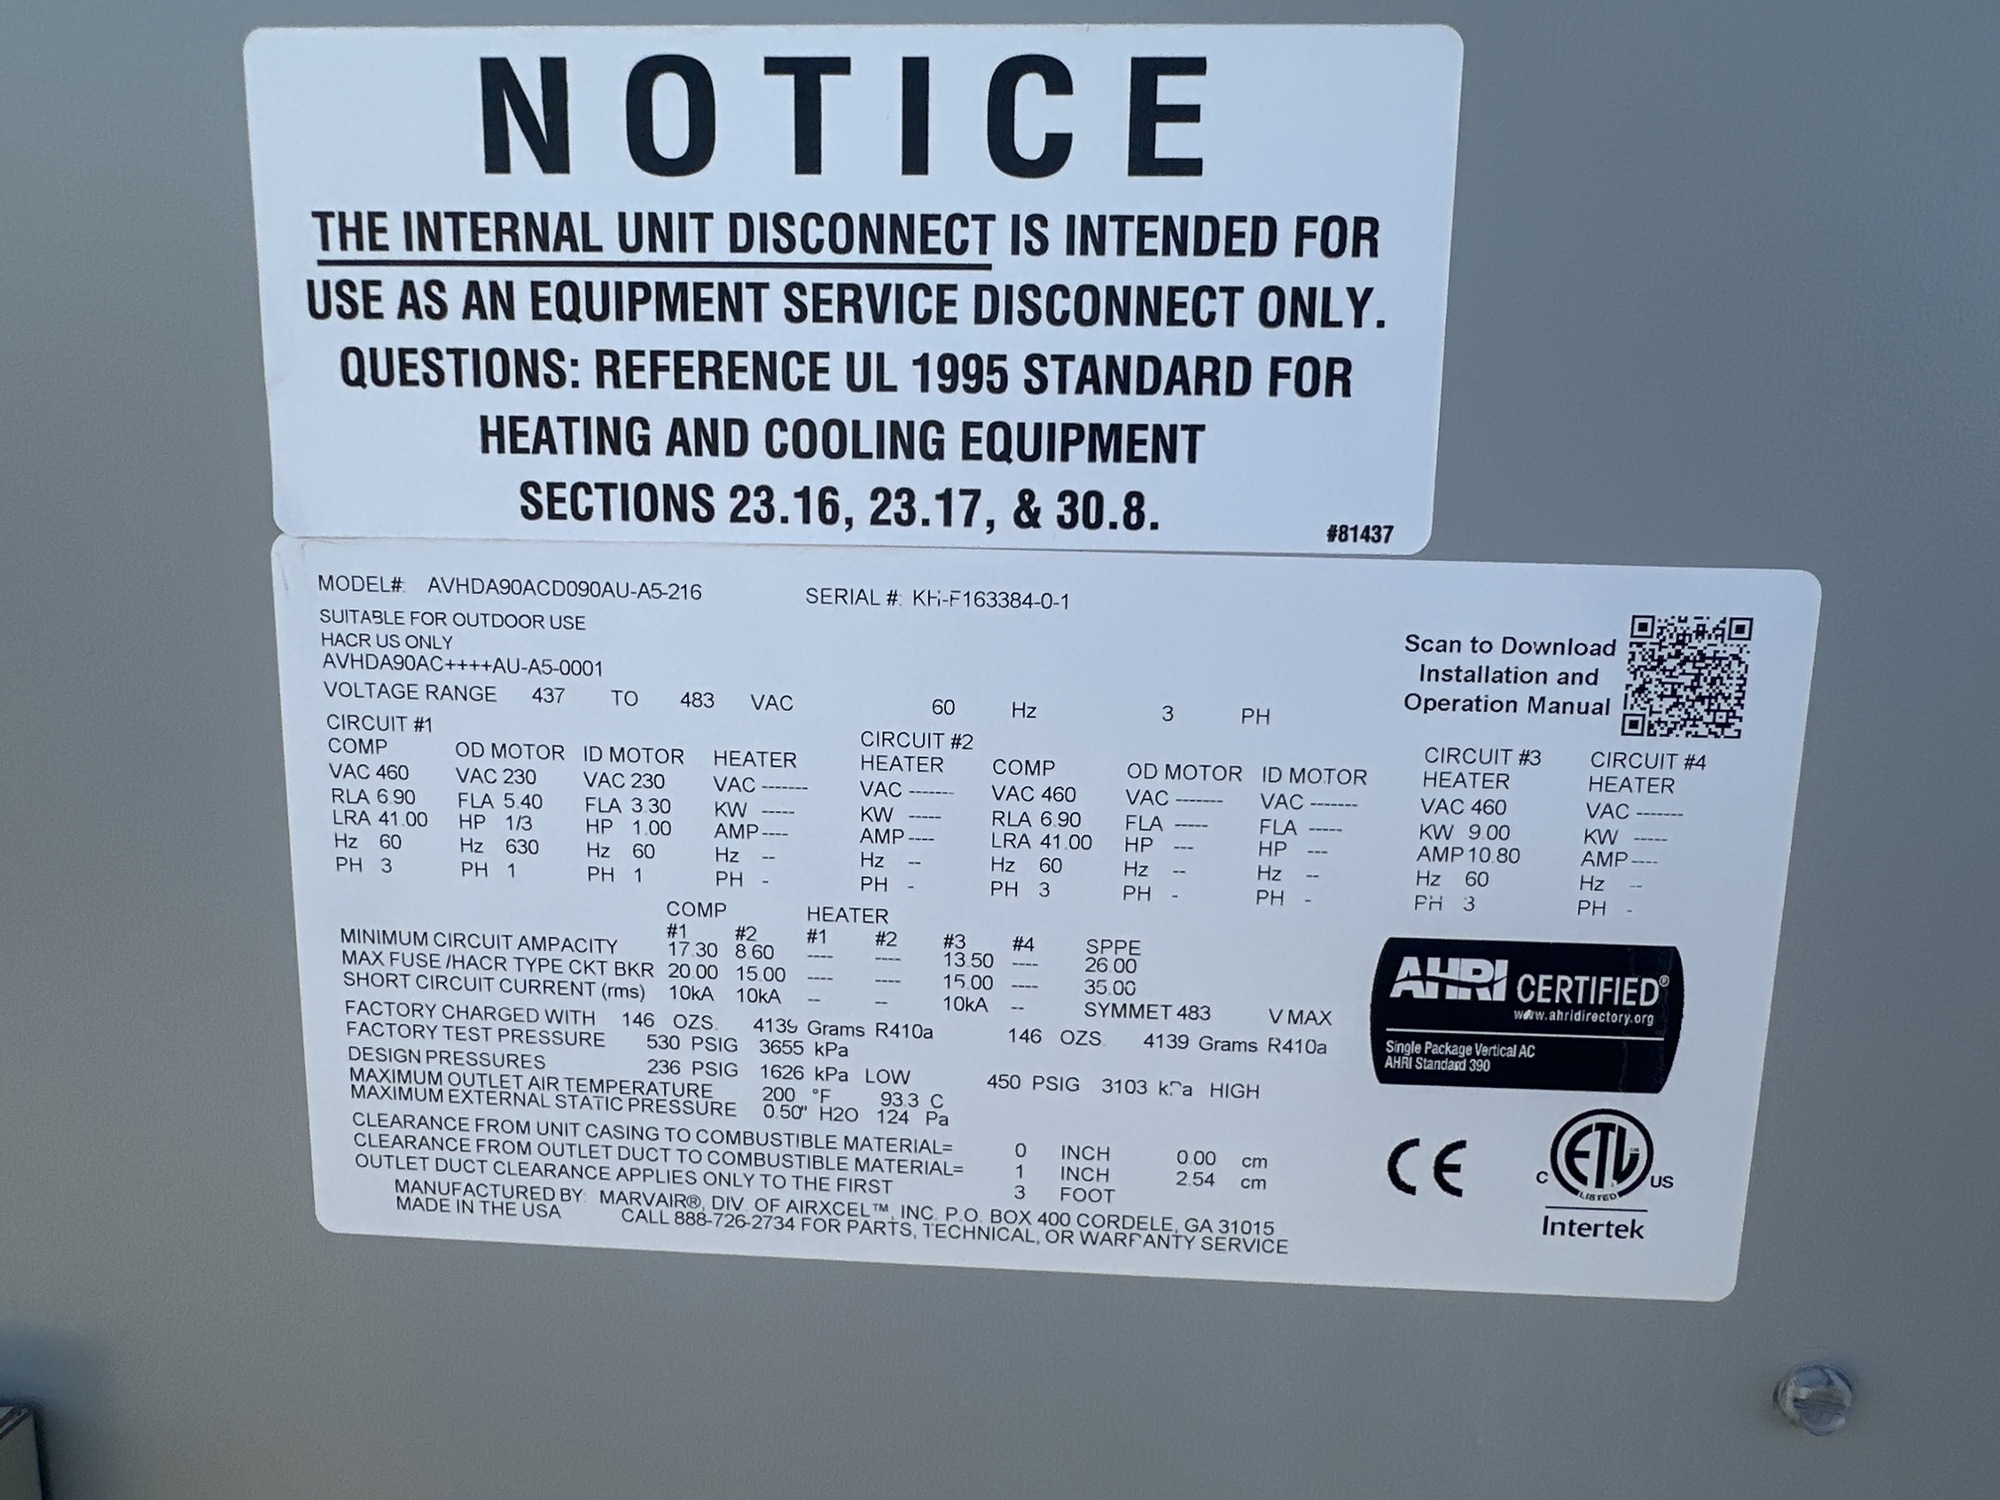 NOTICE
THE INTERNAL UNIT DISCONNECT IS INTENDED FOR
USE AS AN EQUIPMENT SERVICE DISCONNECT ONLY.
QUESTIONS: REFERENCE UL 1995 STANDARD FOR
HEATING AND COOLING EQUIPMENT
SECTIONS 23.16, 23.17, & 30.8.
#81437
MODEL#: AVHDA90ACD090AU-A5-216 SERIAL #: KH-F163384-0-1
SUITABLE FOR OUTDOOR USE
HACR US ONLY
AVHDA90AC++++AU-A5-0001
Scan to Download
Installation and
Operation Manual
VOLTAGE RANGE 437 TO 483 VAC 60 Hz 3 PH
CIRCUIT #1 CIRCUIT #2 CIRCUIT #3 CIRCUIT #4
COMP OD MOTOR ID MOTOR HEATER HEATER COMP OD MOTOR ID MOTOR HEATER HEATER
VAC 460 VAC 230 VAC 230 VAC ------- VAC ------- VAC 460 VAC ------- VAC ------- VAC 460 VAC -------
RLA 6.90 FLA 5.40 FLA 3.30 KW ----- KW ----- RLA 6.90 FLA ----- FLA ----- KW 9.00 KW -----
LRA 41.00 HP 1/3 HP 1.00 AMP ---- AMP ---- LRA 41.00 HP --- HP --- AMP 10.80 AMP ----
Hz 60 Hz 630 Hz 60 Hz -- Hz -- Hz 60 Hz -- Hz -- Hz 60 Hz --
PH 3 PH 1 PH 1 PH - PH - PH 3 PH - PH - PH 3 PH -
COMP HEATER
#1 #2 #1 #2 #3 #4 SPPE
MINIMUM CIRCUIT AMPACITY 17.30 8.60 ---- ---- 13.50 ---- 26.00
MAX FUSE /HACR TYPE CKT BKR 20.00 15.00 ---- ---- 15.00 ---- 35.00
SHORT CIRCUIT CURRENT (rms) 10kA 10kA -- -- 10kA -- SYMMET 483 V MAX
FACTORY CHARGED WITH 146 OZS. 4139 Grams R410a 146 OZS. 4139 Grams R410a
FACTORY TEST PRESSURE 530 PSIG 3655 kPa
DESIGN PRESSURES 236 PSIG 1626 kPa LOW 450 PSIG 3103 kPa HIGH
MAXIMUM OUTLET AIR TEMPERATURE 200 °F 93.3 C
MAXIMUM EXTERNAL STATIC PRESSURE 0.50" H2O 124 Pa
CLEARANCE FROM UNIT CASING TO COMBUSTIBLE MATERIAL= 0 INCH 0.00 cm
CLEARANCE FROM OUTLET DUCT TO COMBUSTIBLE MATERIAL= 1 INCH 2.54 cm
OUTLET DUCT CLEARANCE APPLIES ONLY TO THE FIRST 3 FOOT
MANUFACTURED BY: MARVAIR®, DIV. OF AIRXCEL™, INC. P.O. BOX 400 CORDELE, GA 31015
MADE IN THE USA CALL 888-726-2734 FOR PARTS, TECHNICAL, OR WARRANTY SERVICE
AHRI CERTIFIED®
www.ahridirectory.org
Single Package Vertical AC
AHRI Standard 390
CE
C ETL US
LISTED
Intertek